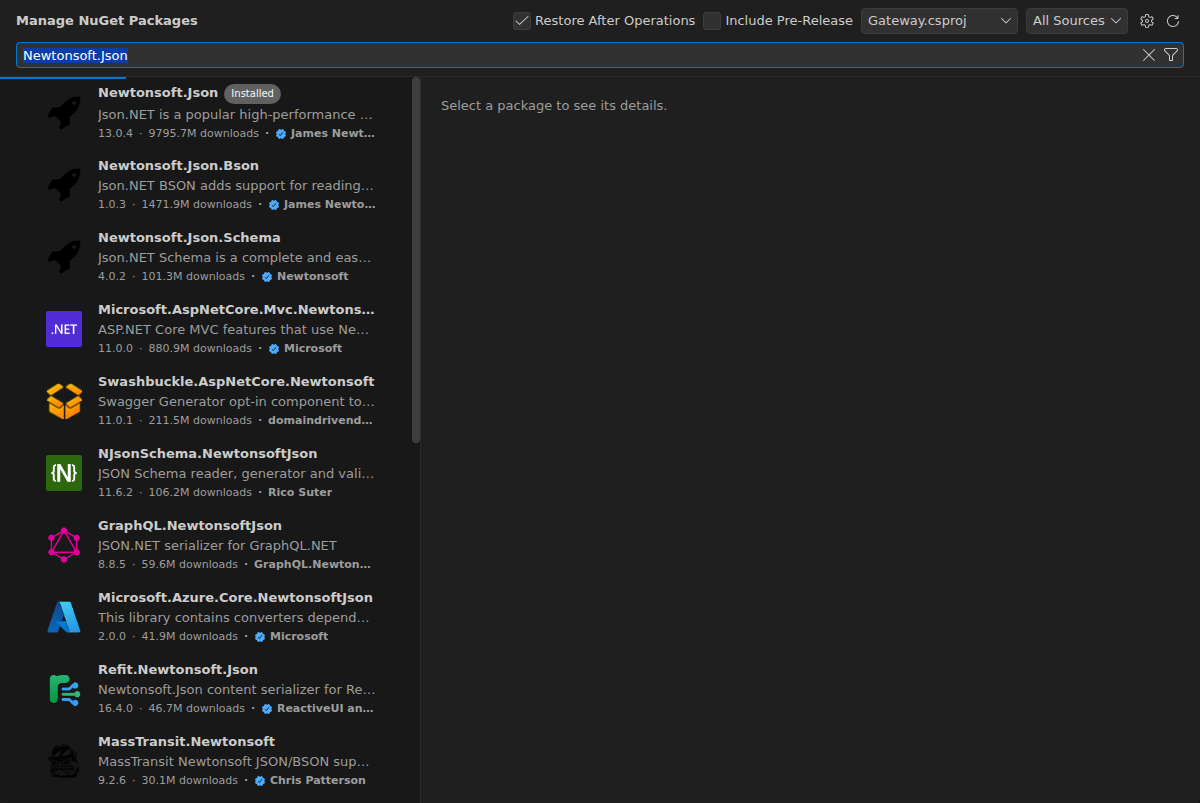 Manage NuGet Packages
Restore After Operations
Include Pre-Release
Gateway.csproj
All Sources
Newtonsoft.Json
Newtonsoft.Json Installed
Json.NET is a popular high-performance ...
13.0.4 · 9795.7M downloads · James Newt...
Newtonsoft.Json.Bson
Json.NET BSON adds support for reading...
1.0.3 · 1471.9M downloads · James Newto...
Newtonsoft.Json.Schema
Json.NET Schema is a complete and eas...
4.0.2 · 101.3M downloads · Newtonsoft
.NET
Microsoft.AspNetCore.Mvc.Newtons...
ASP.NET Core MVC features that use Ne...
11.0.0 · 880.9M downloads · Microsoft
Swashbuckle.AspNetCore.Newtonsoft
Swagger Generator opt-in component to...
11.0.1 · 211.5M downloads · domaindrivend...
{N}
NJsonSchema.NewtonsoftJson
JSON Schema reader, generator and vali...
11.6.2 · 106.2M downloads · Rico Suter
GraphQL.NewtonsoftJson
JSON.NET serializer for GraphQL.NET
8.8.5 · 59.6M downloads · GraphQL.Newton...
Microsoft.Azure.Core.NewtonsoftJson
This library contains converters depend...
2.0.0 · 41.9M downloads · Microsoft
Refit.Newtonsoft.Json
Newtonsoft.Json content serializer for Re...
16.4.0 · 46.7M downloads · ReactiveUI an...
MassTransit.Newtonsoft
MassTransit Newtonsoft JSON/BSON sup...
9.2.6 · 30.1M downloads · Chris Patterson
Select a package to see its details.